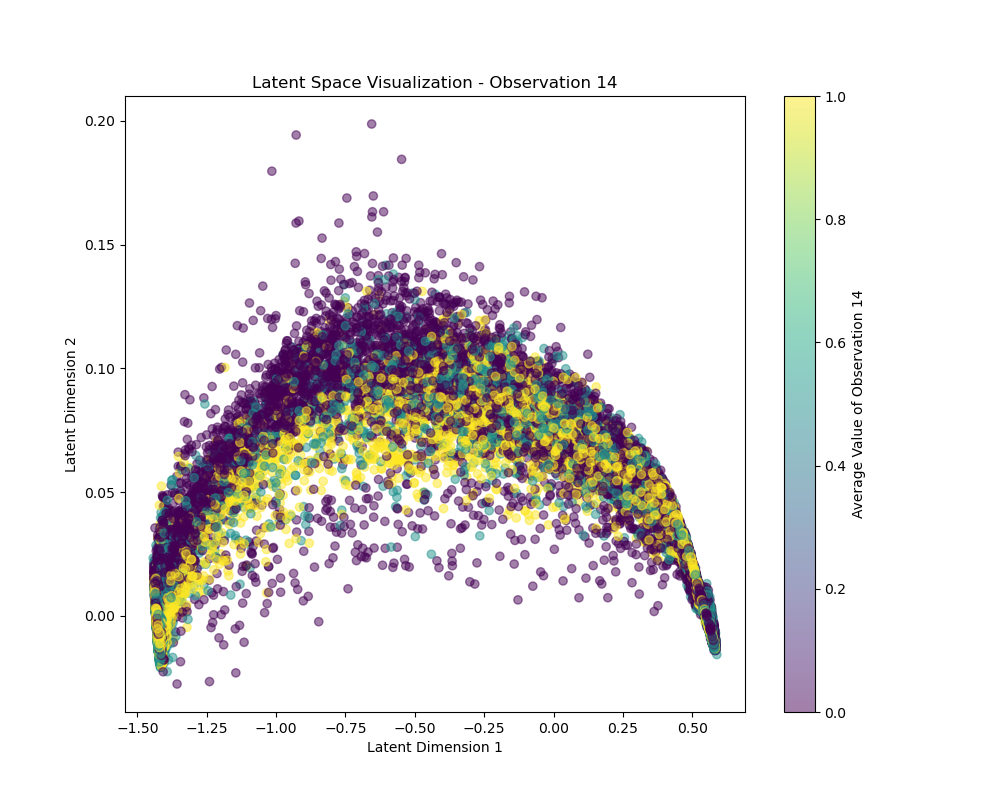 Latent Space Visualization - Observation 14
0.20
0.15
0.10
0.05
0.00
Latent Dimension 2
−1.50 −1.25 −1.00 −0.75 −0.50 −0.25 0.00 0.25 0.50
Latent Dimension 1
1.0
0.8
0.6
0.4
0.2
0.0
Average Value of Observation 14